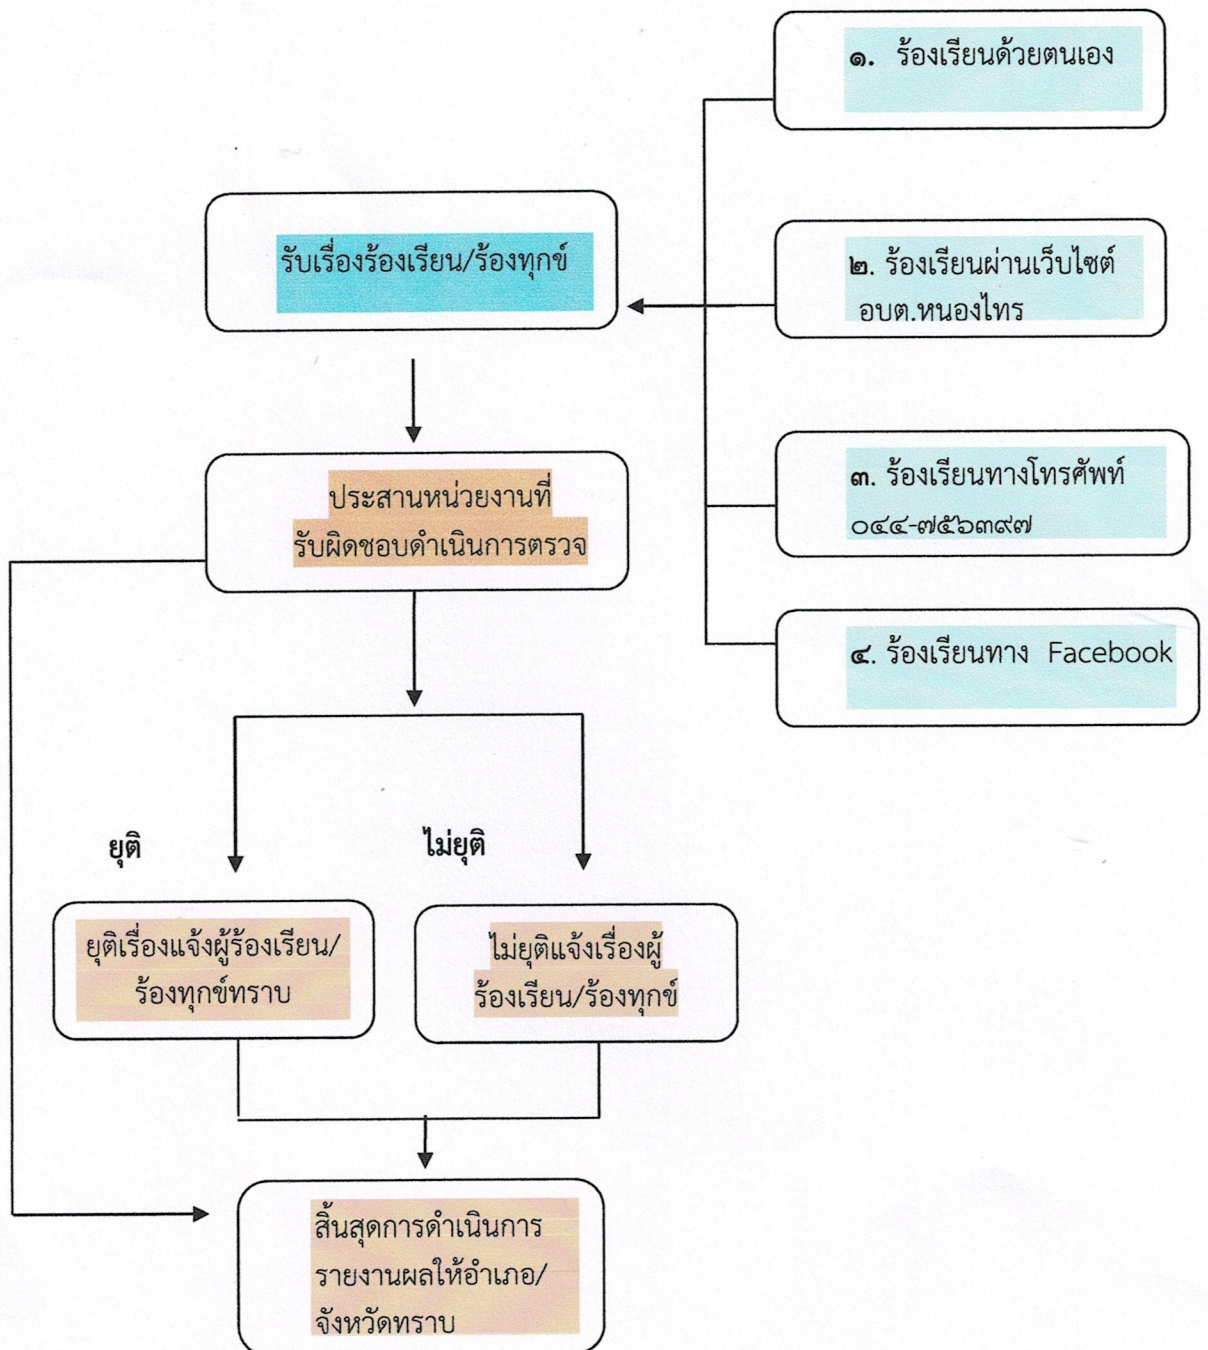 ๑. ร้องเรียนด้วยตนเอง
รับเรื่องร้องเรียน/ร้องทุกข์
๒. ร้องเรียนผ่านเว็บไซต์
อบต.หนองไทร
ประสานหน่วยงานที่
รับผิดชอบดำเนินการตรวจ
๓. ร้องเรียนทางโทรศัพท์
๐๔๔-๗๕๖๓๙๗
๔. ร้องเรียนทาง Facebook
ยุติ
ไม่ยุติ
ยุติเรื่องแจ้งผู้ร้องเรียน/
ร้องทุกข์ทราบ
ไม่ยุติแจ้งเรื่องผู้
ร้องเรียน/ร้องทุกข์
สิ้นสุดการดำเนินการ
รายงานผลให้อำเภอ/
จังหวัดทราบ